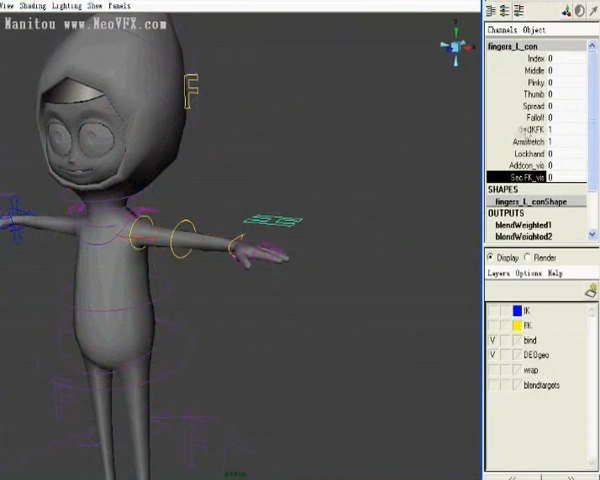 View Shading Lighting Show Panels
Manitou www.NeoVFX.com
F
Channels Object
fingers_L_con
Index 0
Middle 0
Pinky 0
Thumb 0
Spread 0
Falloff 0
IKFK 1
Armstretch 1
Lockhand 0
Addcon_vis 0
Sec FK_vis 0
SHAPES
fingers_L_conShape
OUTPUTS
blendWeighted1
blendWeighted2
Display Render
Layers Options Help
IK
FK
V bind
V DEOgeo
wrap
blendtargets